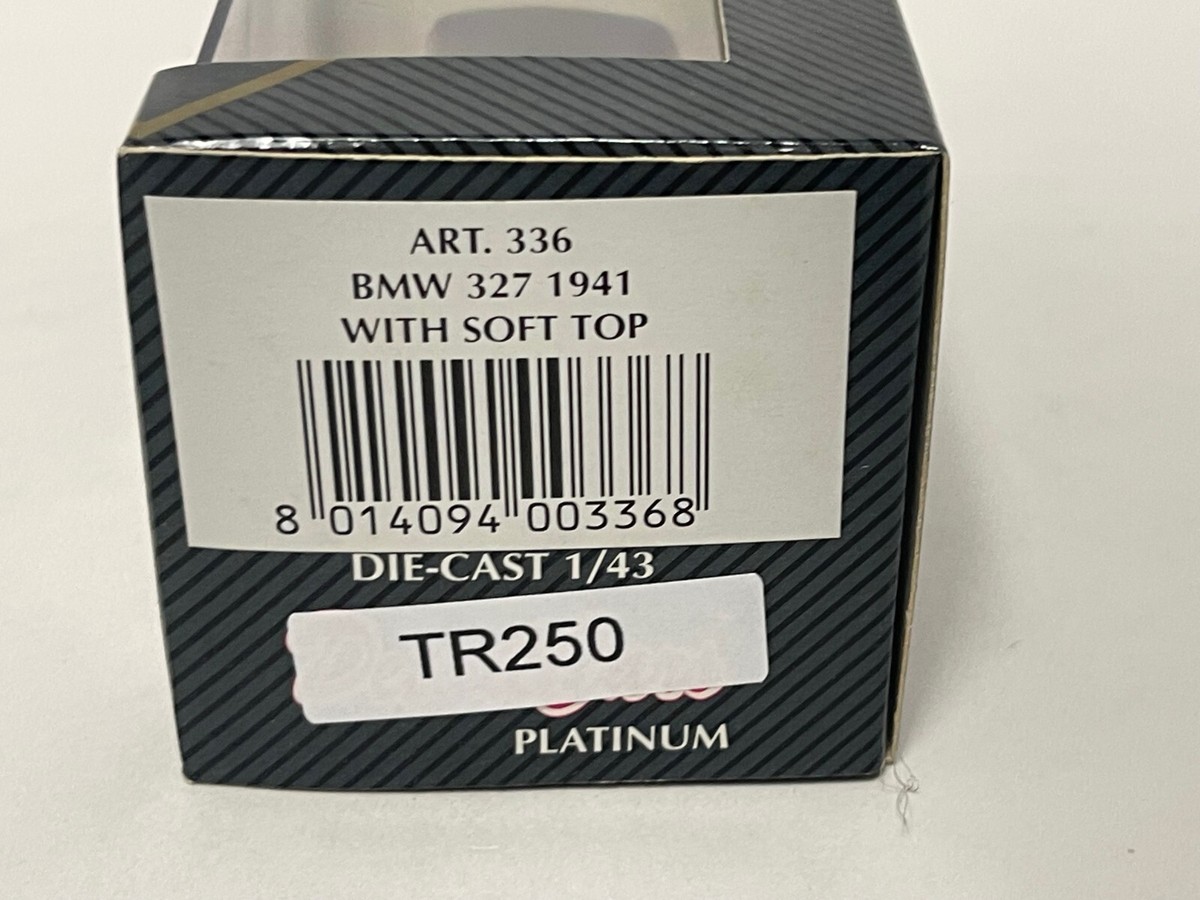 ART. 336
BMW 327 1941
WITH SOFT TOP
8 014094 003368
DIE-CAST 1/43
TR250
PLATINUM